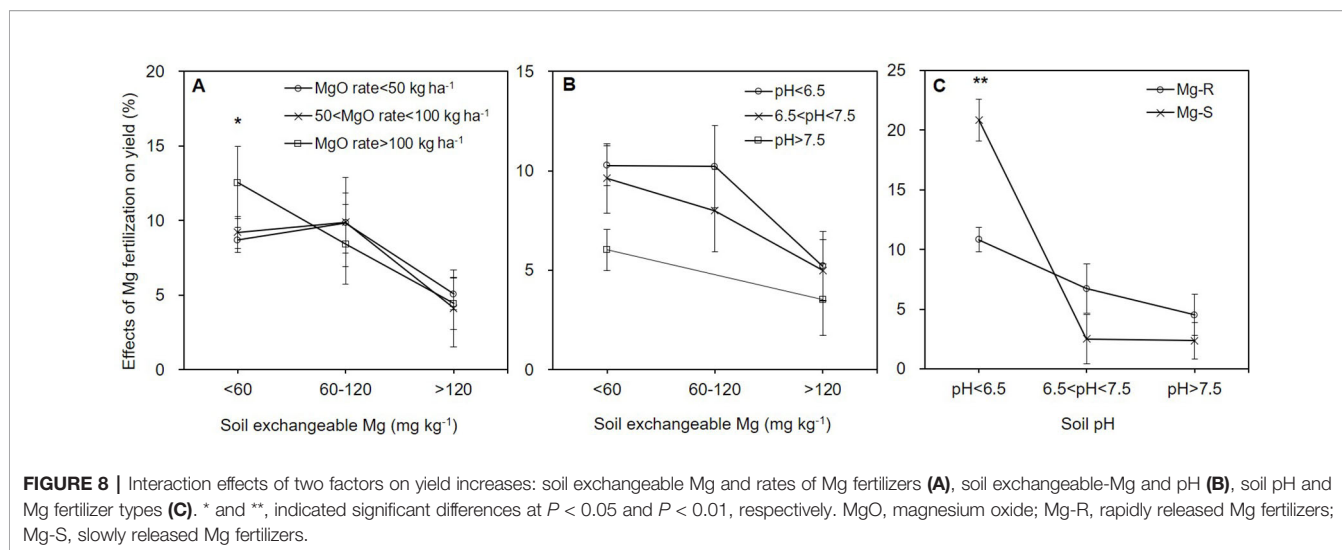 Effects of Mg fertilization on yield (%)
20
15
10
5
0
A
*
MgO rate<50 kg ha⁻¹
50<MgO rate<100 kg ha⁻¹
MgO rate>100 kg ha⁻¹
<60
60-120
>120
Soil exchangeable Mg (mg kg⁻¹)
15
10
5
0
B
pH<6.5
6.5<pH<7.5
pH>7.5
<60
60-120
>120
Soil exchangeable Mg (mg kg⁻¹)
25
20
15
10
5
0
C
**
Mg-R
Mg-S
pH<6.5
6.5<pH<7.5
pH>7.5
Soil pH
FIGURE 8 | Interaction effects of two factors on yield increases: soil exchangeable Mg and rates of Mg fertilizers (A), soil exchangeable-Mg and pH (B), soil pH and
Mg fertilizer types (C). * and **, indicated significant differences at P < 0.05 and P < 0.01, respectively. MgO, magnesium oxide; Mg-R, rapidly released Mg fertilizers;
Mg-S, slowly released Mg fertilizers.